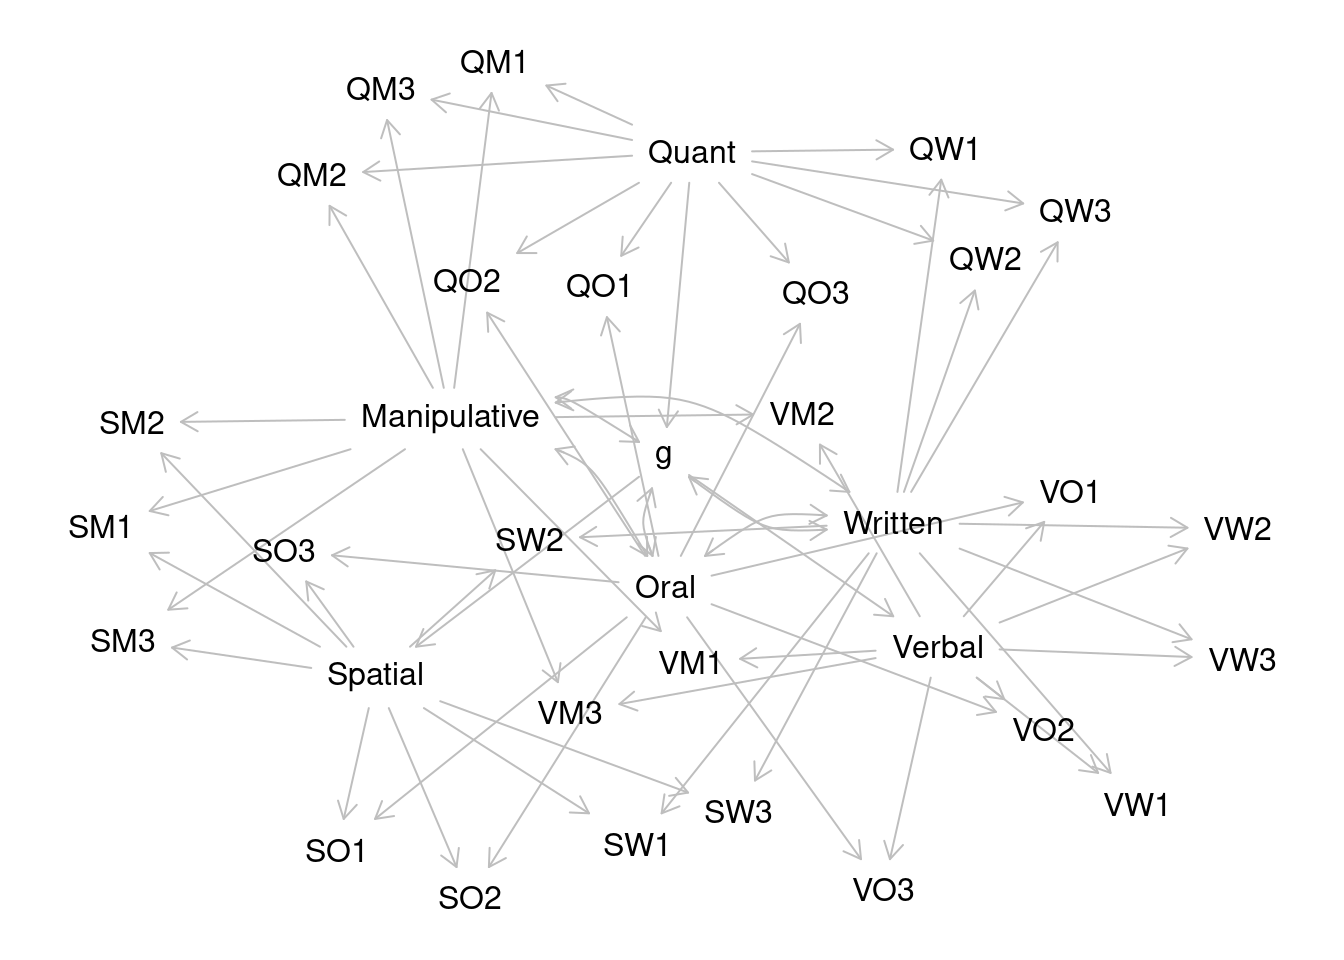 QM1
QM3
Quant
QW1
QM2
QW3
QW2
QO2
QO1
QO3
Manipulative
VM2
SM2
g
VO1
SM1
Written
VW2
SW2
SO3
Oral
SM3
Verbal
VM1
VW3
Spatial
VM3
VO2
SW3
VW1
SO1
SW1
SO2
VO3